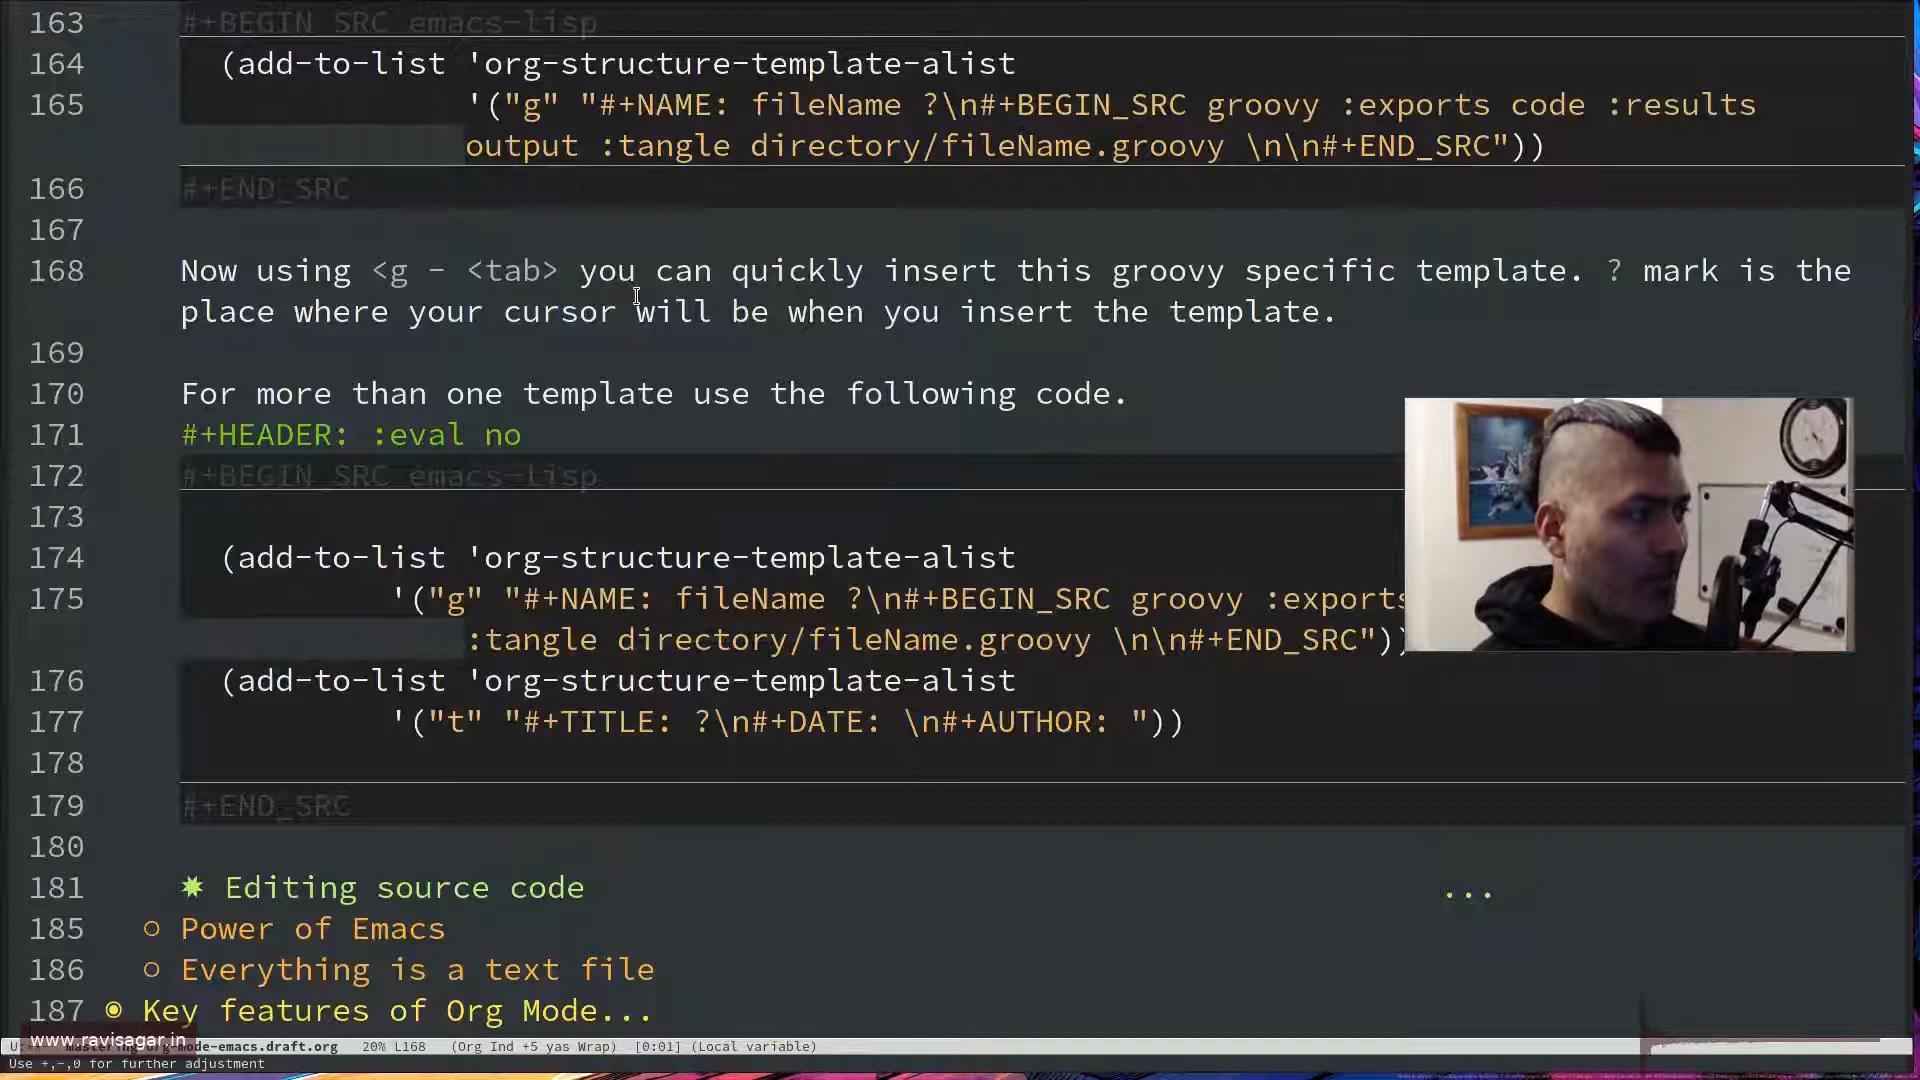 163 #+BEGIN_SRC emacs-lisp
164 (add-to-list 'org-structure-template-alist
165 '("g" "#+NAME: fileName ?\n#+BEGIN_SRC groovy :exports code :results
output :tangle directory/fileName.groovy \n\n#+END_SRC"))
166 #+END_SRC
167
168 Now using <g - <tab> you can quickly insert this groovy specific template. ? mark is the
place where your cursor will be when you insert the template.
169
170 For more than one template use the following code.
171 #+HEADER: :eval no
172 #+BEGIN_SRC emacs-lisp
173
174 (add-to-list 'org-structure-template-alist
175 '("g" "#+NAME: fileName ?\n#+BEGIN_SRC groovy :exports
:tangle directory/fileName.groovy \n\n#+END_SRC"))
176 (add-to-list 'org-structure-template-alist
177 '("t" "#+TITLE: ?\n#+DATE: \n#+AUTHOR: "))
178
179 #+END_SRC
180
181 ✸ Editing source code ...
185 ○ Power of Emacs
186 ○ Everything is a text file
187 ◉ Key features of Org Mode...
www.ravisagar.in
-mode-emacs.draft.org 20% L168 (Org Ind +5 yas Wrap) [0:01] (Local variable)
Use +,-,0 for further adjustment